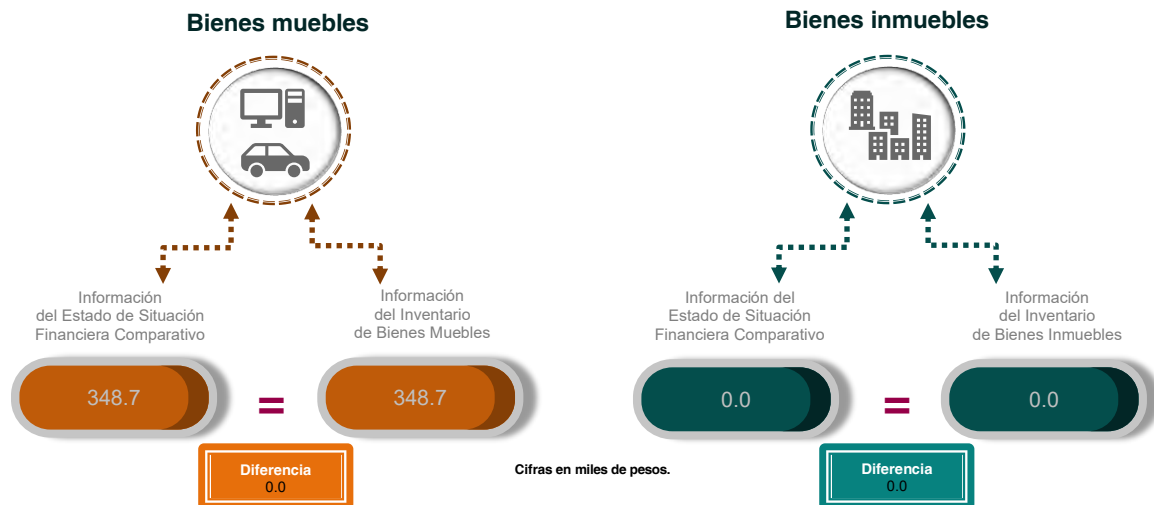 Bienes muebles
Información
del Estado de Situación
Financiera Comparativo
Información
del Inventario
de Bienes Muebles
348.7
=
348.7
Diferencia
0.0
Bienes inmuebles
Información del
Estado de Situación
Financiera Comparativo
Información
del Inventario
de Bienes Inmuebles
0.0
=
0.0
Diferencia
0.0
Cifras en miles de pesos.